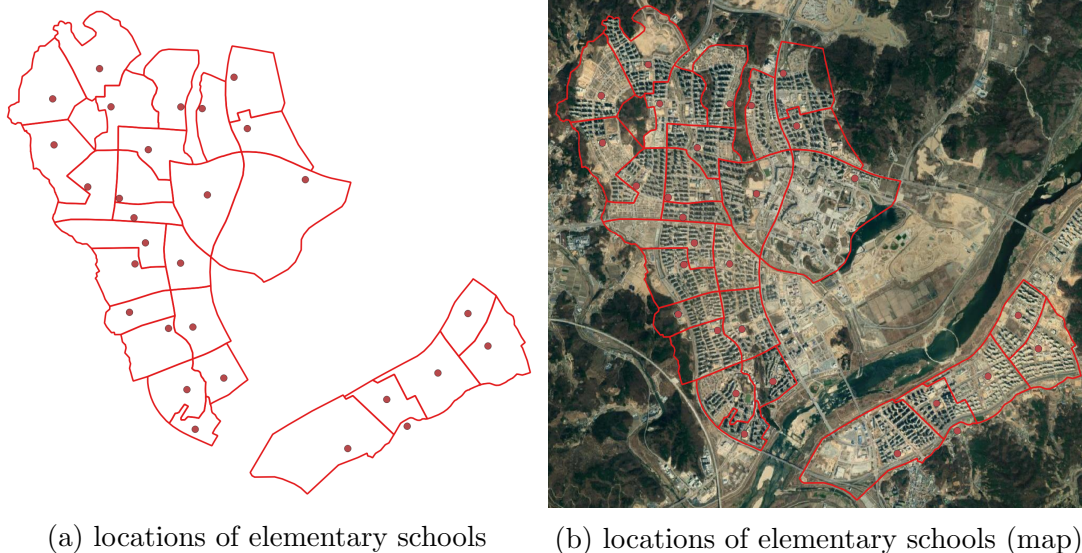 (a) locations of elementary schools
(b) locations of elementary schools (map)